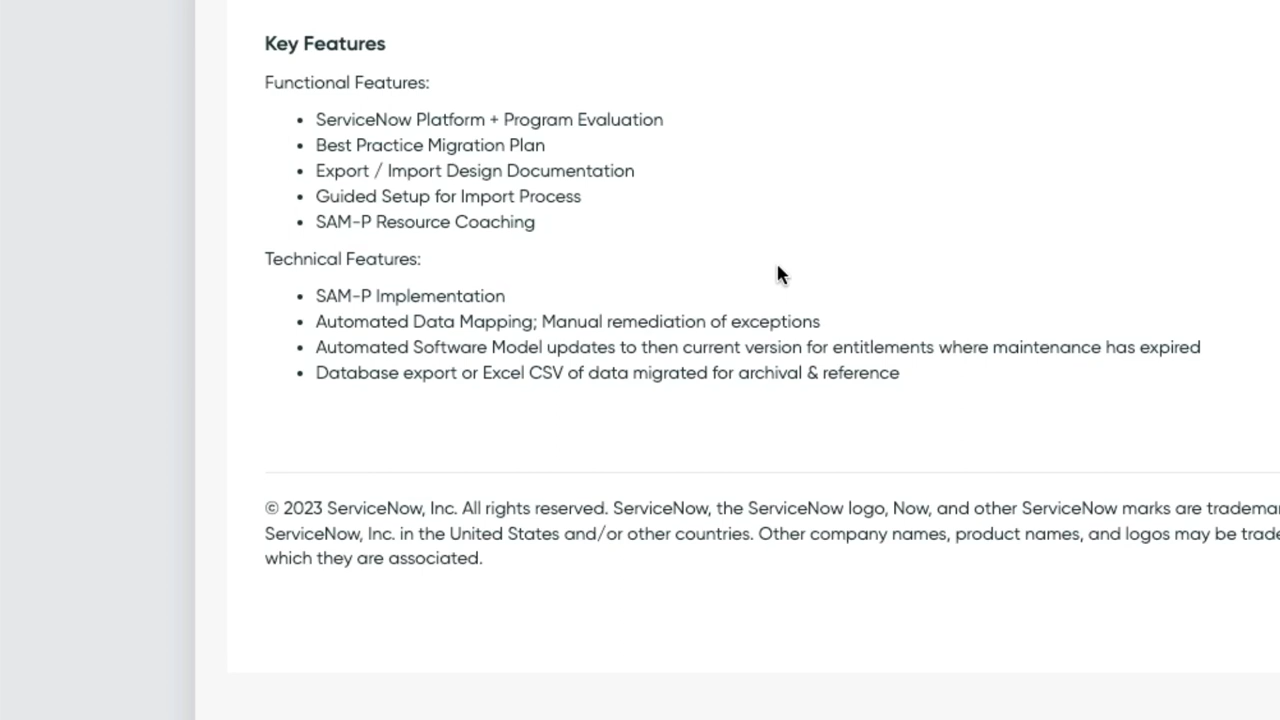 Key Features
Functional Features:
• ServiceNow Platform + Program Evaluation
• Best Practice Migration Plan
• Export / Import Design Documentation
• Guided Setup for Import Process
• SAM-P Resource Coaching
Technical Features:
• SAM-P Implementation
• Automated Data Mapping; Manual remediation of exceptions
• Automated Software Model updates to then current version for entitlements where maintenance has expired
• Database export or Excel CSV of data migrated for archival & reference
© 2023 ServiceNow, Inc. All rights reserved. ServiceNow, the ServiceNow logo, Now, and other ServiceNow marks are
ServiceNow, Inc. in the United States and/or other countries. Other company names, product names, and logos may be
which they are associated.